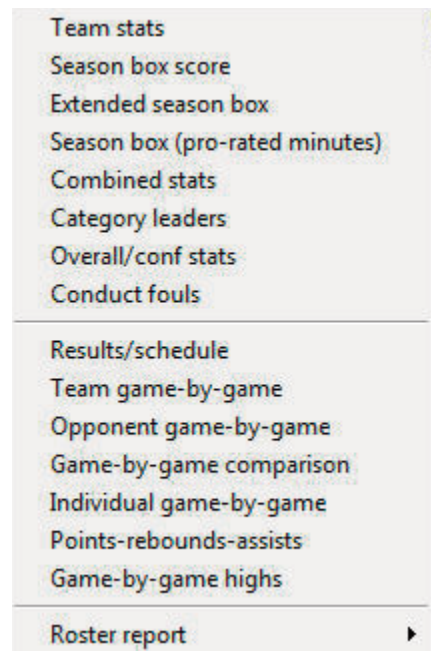 Team stats
Season box score
Extended season box
Season box (pro-rated minutes)
Combined stats
Category leaders
Overall/conf stats
Conduct fouls
Results/schedule
Team game-by-game
Opponent game-by-game
Game-by-game comparison
Individual game-by-game
Points-rebounds-assists
Game-by-game highs
Roster report